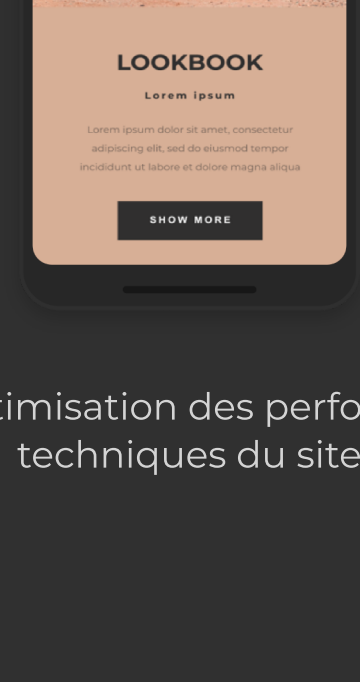 LOOKBOOK
Lorem ipsum
Lorem ipsum dolor sit amet, consectetur
adipiscing elit, sed do eiusmod tempor
incididunt ut labore et dolore magna aliqua
SHOW MORE
timisation des perfo
techniques du site